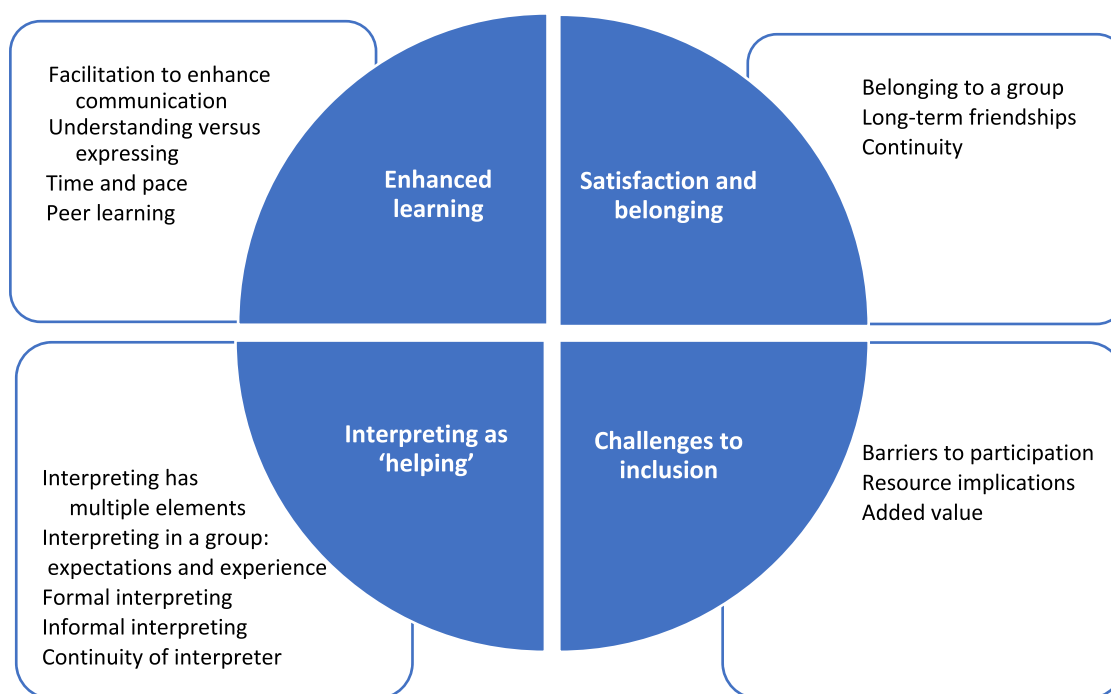 Facilitation to enhance
communication
Understanding versus
expressing
Time and pace
Peer learning
Enhanced
learning
Satisfaction and
belonging
Belonging to a group
Long-term friendships
Continuity
Interpreting has
multiple elements
Interpreting in a group:
expectations and experience
Formal interpreting
Informal interpreting
Continuity of interpreter
Interpreting as
‘helping’
Challenges to
inclusion
Barriers to participation
Resource implications
Added value